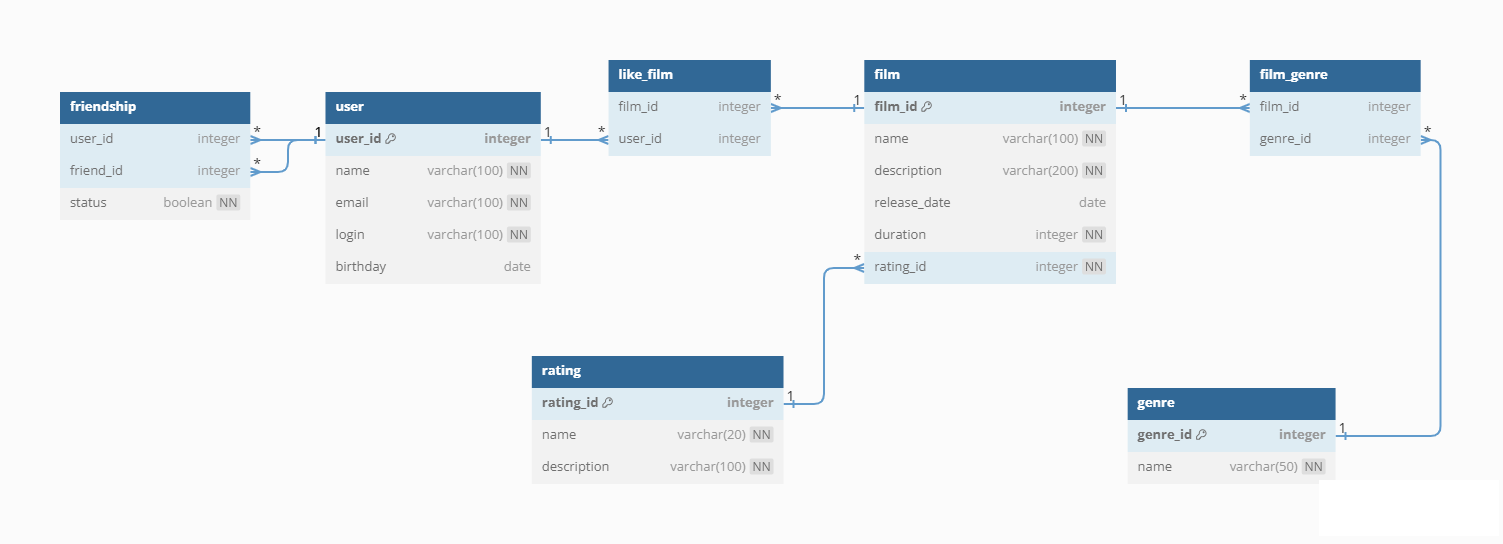 friendship
user_id integer
friend_id integer
status boolean NN
user
user_id integer
name varchar(100) NN
email varchar(100) NN
login varchar(100) NN
birthday date
like_film
film_id integer
user_id integer
film
film_id integer
name varchar(100) NN
description varchar(200) NN
release_date date
duration integer NN
rating_id integer NN
film_genre
film_id integer
genre_id integer
rating
rating_id integer
name varchar(20) NN
description varchar(100) NN
genre
genre_id integer
name varchar(50) NN
* 1
*
1 *
* 1
1 *
*
* 1
1